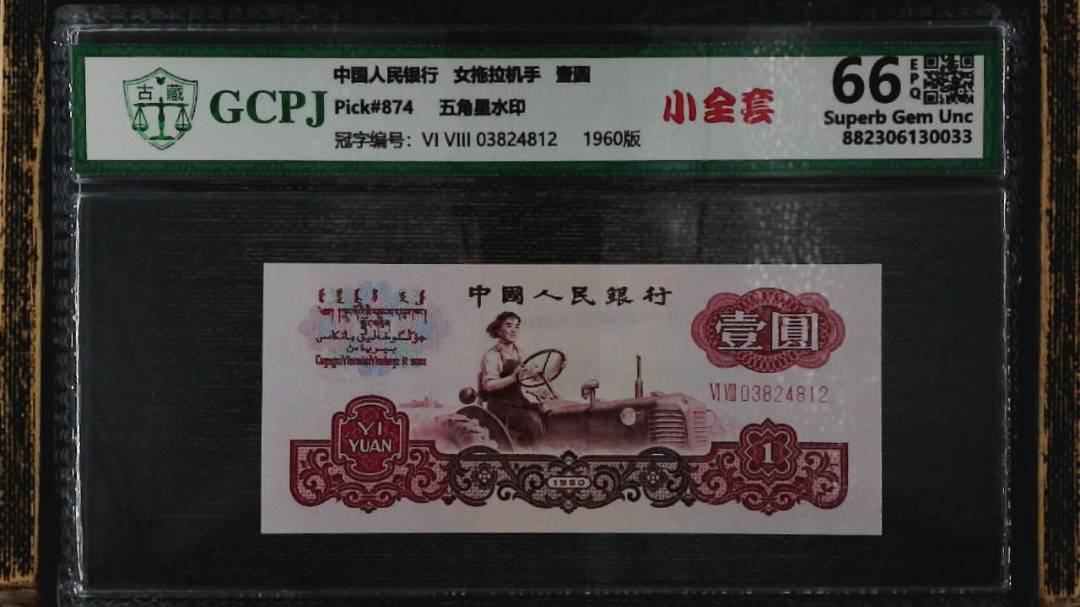 古藏
GCPJ
中国人民银行 女拖拉机手 壹圆
Pick#874 五角星水印
冠字编号: VI VIII 03824812 1960版
小全套
66 EPQ
Superb Gem Unc
882306130033
中國人民銀行
壹圓
VI VIII 03824812
YI
YUAN
1
1960